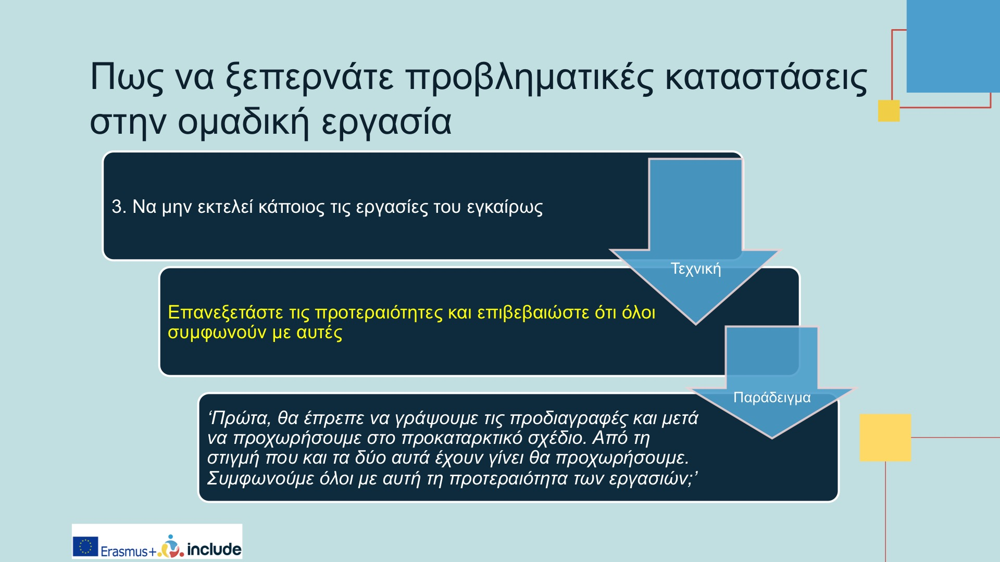 Πως να ξεπερνάτε προβληματικές καταστάσεις
στην ομαδική εργασία
3. Να μην εκτελεί κάποιος τις εργασίες του εγκαίρως
Τεχνική
Επανεξετάστε τις προτεραιότητες και επιβεβαιώστε ότι όλοι
συμφωνούν με αυτές
Παράδειγμα
‘Πρώτα, θα έπρεπε να γράψουμε τις προδιαγραφές και μετά
να προχωρήσουμε στο προκαταρκτικό σχέδιο. Από τη
στιγμή που και τα δύο αυτά έχουν γίνει θα προχωρήσουμε.
Συμφωνούμε όλοι με αυτή τη προτεραιότητα των εργασιών;’
Erasmus+ include